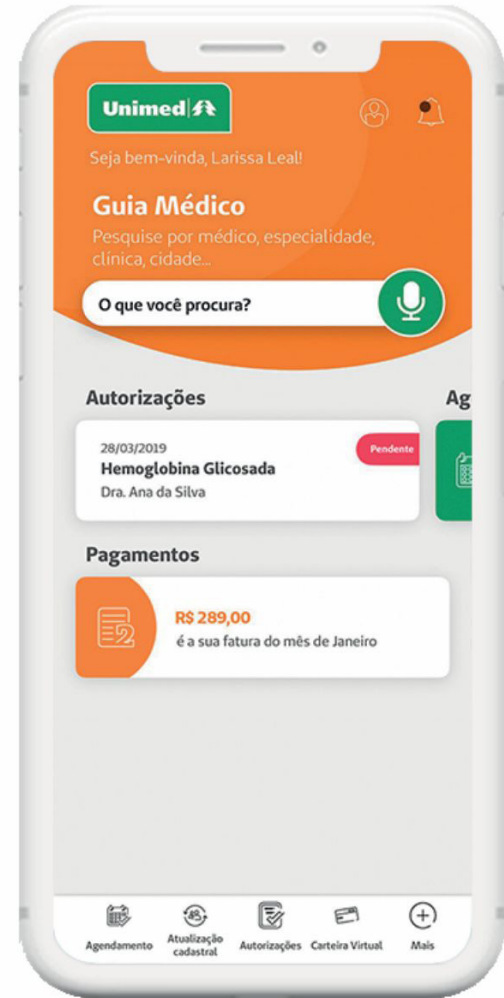 Unimed
Seja bem-vinda, Larissa Leal!
Guia Médico
Pesquise por médico, especialidade,
clínica, cidade...
O que você procura?
Autorizações
Ag
28/03/2019
Pendente
Hemoglobina Glicosada
Dra. Ana da Silva
Pagamentos
R$ 289,00
é a sua fatura do mês de Janeiro
Agendamento
Atualização
cadastral
Autorizações
Carteira Virtual
Mais